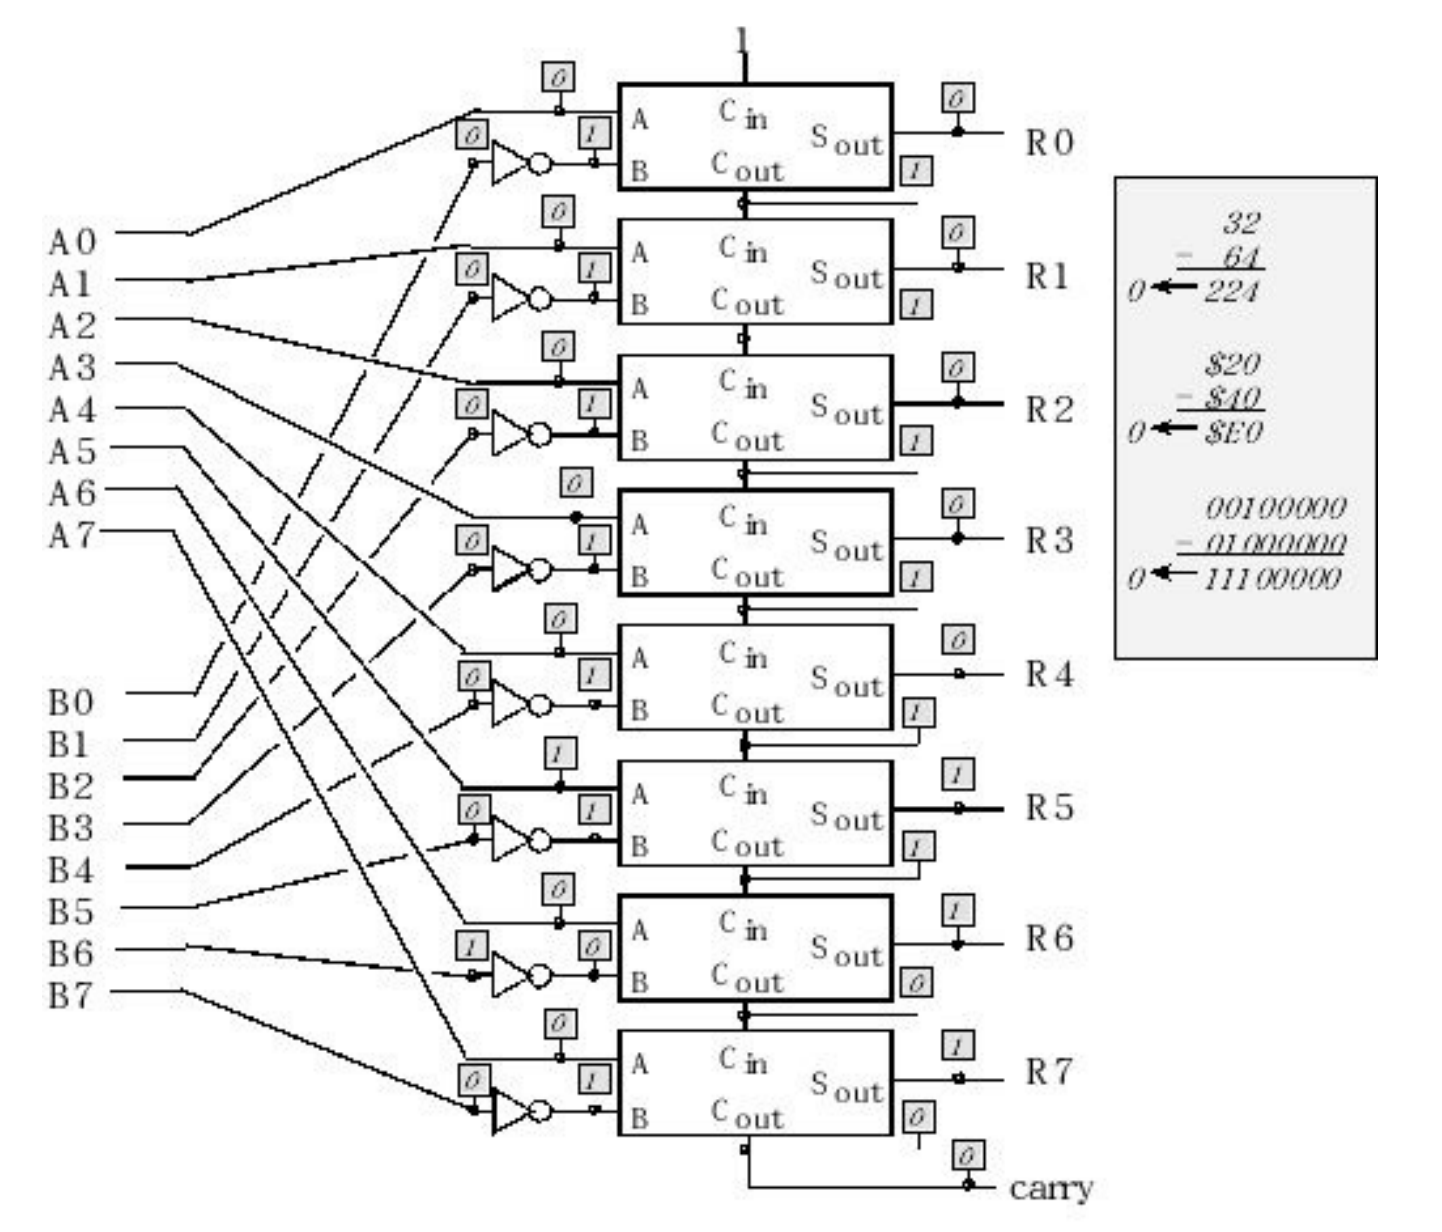 1
0
A
C in
S out
0
R0
0
1
B
C out
1
0
A
C in
S out
0
R1
0
1
B
C out
1
0
A
C in
S out
0
R2
0
1
B
C out
1
0
A
C in
S out
0
R3
0
1
B
C out
1
0
A
C in
S out
0
R4
0
1
B
C out
1
1
A
C in
S out
1
R5
0
1
B
C out
1
0
A
C in
S out
1
R6
1
0
B
C out
0
0
A
C in
S out
1
R7
0
1
B
C out
0
0
carry
A0
A1
A2
A3
A4
A5
A6
A7
B0
B1
B2
B3
B4
B5
B6
B7
32
- 64
0 224
$20
- $40
0 $E0
00100000
- 01000000
0 11100000